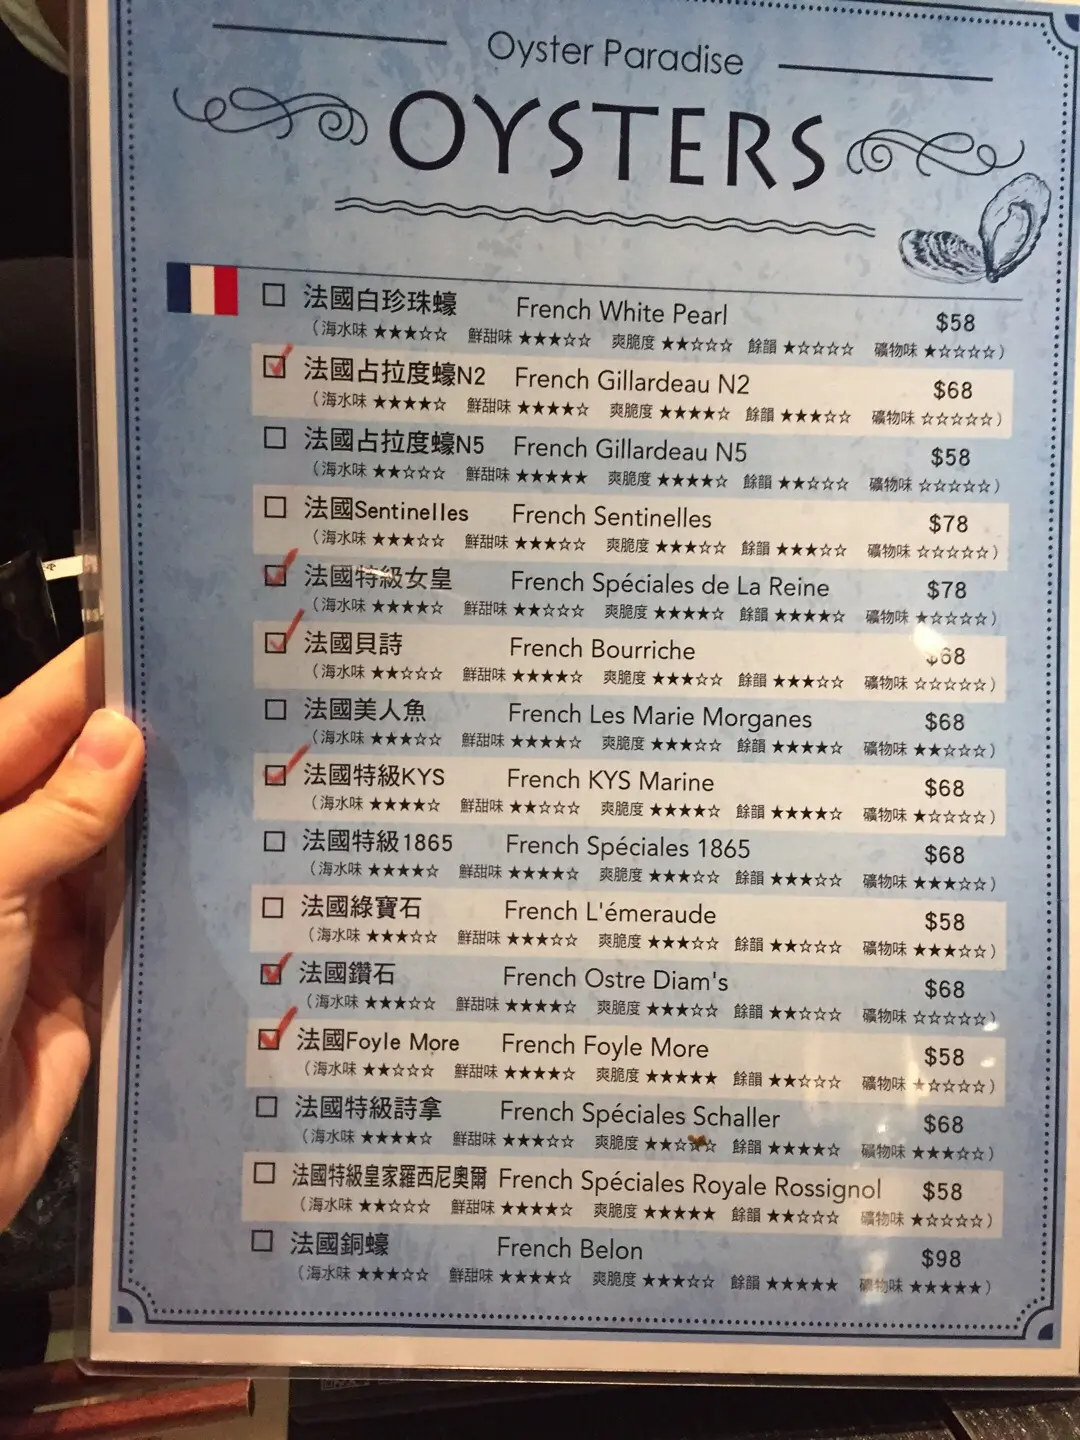 Oyster Paradise
OYSTERS
☐ 法國白珍珠蠔 French White Pearl $58
(海水味 ★★★☆☆ 鮮甜味 ★★★☆☆ 爽脆度 ★★☆☆☆ 餘韻 ★☆☆☆☆ 礦物味 ★☆☆☆☆)
☑ 法國占拉度蠔N2 French Gillardeau N2 $68
(海水味 ★★★★☆ 鮮甜味 ★★★★☆ 爽脆度 ★★★★☆ 餘韻 ★★★☆☆ 礦物味 ☆☆☆☆☆)
☐ 法國占拉度蠔N5 French Gillardeau N5 $58
(海水味 ★★☆☆☆ 鮮甜味 ★★★★★ 爽脆度 ★★★★☆ 餘韻 ★★☆☆☆ 礦物味 ☆☆☆☆☆)
☐ 法國Sentinelles French Sentinelles $78
(海水味 ★★★☆☆ 鮮甜味 ★★★☆☆ 爽脆度 ★★★☆☆ 餘韻 ★★★☆☆ 礦物味 ☆☆☆☆☆)
☑ 法國特級女皇 French Spéciales de La Reine $78
(海水味 ★★★★☆ 鮮甜味 ★★☆☆☆ 爽脆度 ★★★★☆ 餘韻 ★★★★☆ 礦物味 ★☆☆☆☆)
☑ 法國貝詩 French Bourriche $68
(海水味 ★★☆☆☆ 鮮甜味 ★★★★☆ 爽脆度 ★★★☆☆ 餘韻 ★★★☆☆ 礦物味 ☆☆☆☆☆)
☐ 法國美人魚 French Les Marie Morganes $68
(海水味 ★★★☆☆ 鮮甜味 ★★★★☆ 爽脆度 ★★★☆☆ 餘韻 ★★★★☆ 礦物味 ★★☆☆☆)
☑ 法國特級KYS French KYS Marine $68
(海水味 ★★★★☆ 鮮甜味 ★★☆☆☆ 爽脆度 ★★★★☆ 餘韻 ★★★★☆ 礦物味 ★☆☆☆☆)
☐ 法國特級1865 French Spéciales 1865 $68
(海水味 ★★★★☆ 鮮甜味 ★★★★☆ 爽脆度 ★★★☆☆ 餘韻 ★★★☆☆ 礦物味 ★★★☆☆)
☐ 法國綠寶石 French L'émeraude $58
(海水味 ★★★☆☆ 鮮甜味 ★★★☆☆ 爽脆度 ★★★☆☆ 餘韻 ★★☆☆☆ 礦物味 ★★★☆☆)
☑ 法國鑽石 French Ostre Diam's $68
(海水味 ★★★☆☆ 鮮甜味 ★★★★☆ 爽脆度 ★★★☆☆ 餘韻 ★★☆☆☆ 礦物味 ☆☆☆☆☆)
☑ 法國Foyle More French Foyle More $58
(海水味 ★★☆☆☆ 鮮甜味 ★★★★☆ 爽脆度 ★★★★★ 餘韻 ★★☆☆☆ 礦物味 ★☆☆☆☆)
☐ 法國特級詩拿 French Spéciales Schaller $68
(海水味 ★★★★☆ 鮮甜味 ★★★☆☆ 爽脆度 ★★☆☆☆ 餘韻 ★★★★☆ 礦物味 ★★★☆☆)
☐ 法國特級皇家羅西尼奧爾 French Spéciales Royale Rossignol $58
(海水味 ★★☆☆☆ 鮮甜味 ★★★★☆ 爽脆度 ★★★★★ 餘韻 ★★☆☆☆ 礦物味 ★☆☆☆☆)
☐ 法國銅蠔 French Belon $98
(海水味 ★★★☆☆ 鮮甜味 ★★★★☆ 爽脆度 ★★★☆☆ 餘韻 ★★★★★ 礦物味 ★★★★★)